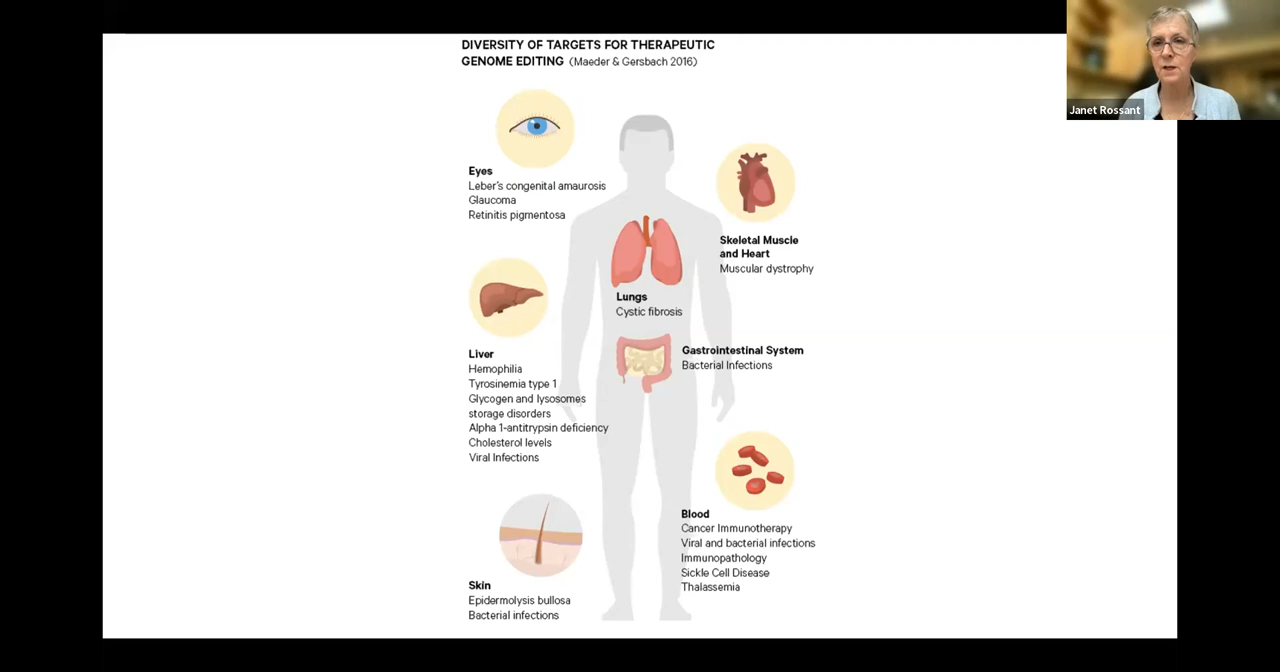 DIVERSITY OF TARGETS FOR THERAPEUTIC
GENOME EDITING (Maeder & Gersbach 2016)
Janet Rossant
Eyes
Leber's congenital amaurosis
Glaucoma
Retinitis pigmentosa
Skeletal Muscle
and Heart
Muscular dystrophy
Lungs
Cystic fibrosis
Liver
Hemophilia
Tyrosinemia type 1
Glycogen and lysosomes
storage disorders
Alpha 1-antitrypsin deficiency
Cholesterol levels
Viral Infections
Gastrointestinal System
Bacterial Infections
Blood
Cancer Immunotherapy
Viral and bacterial infections
Immunopathology
Sickle Cell Disease
Thalassemia
Skin
Epidermolysis bullosa
Bacterial infections